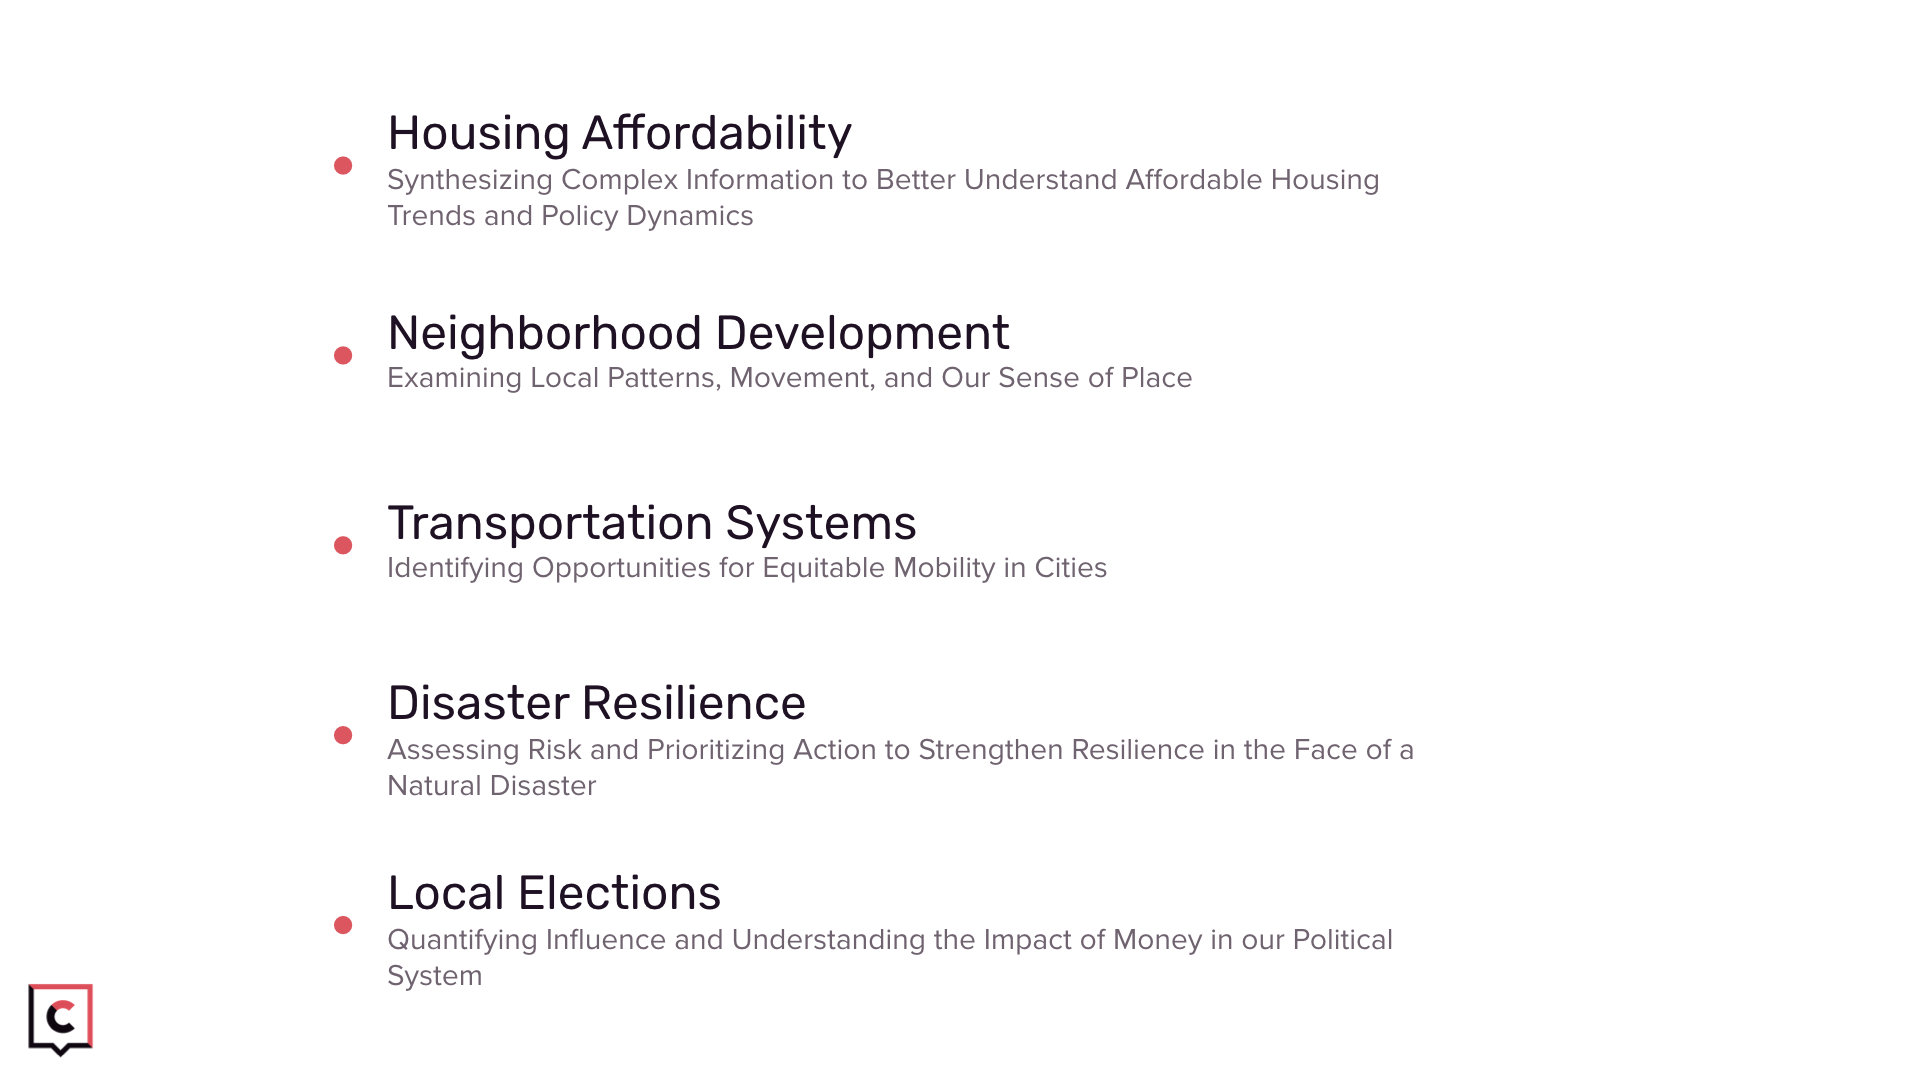 Housing Affordability
Synthesizing Complex Information to Better Understand Affordable Housing
Trends and Policy Dynamics
Neighborhood Development
Examining Local Patterns, Movement, and Our Sense of Place
Transportation Systems
Identifying Opportunities for Equitable Mobility in Cities
Disaster Resilience
Assessing Risk and Prioritizing Action to Strengthen Resilience in the Face of a
Natural Disaster
Local Elections
Quantifying Influence and Understanding the Impact of Money in our Political
System
C